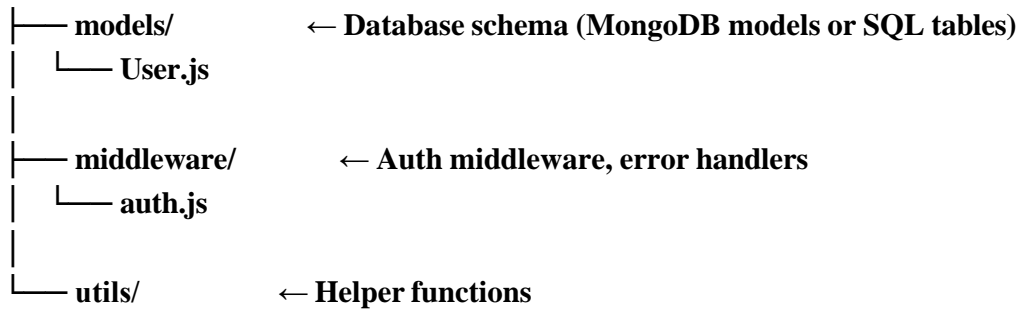 ├── models/ ← Database schema (MongoDB models or SQL tables)
│ └── User.js
│
├── middleware/ ← Auth middleware, error handlers
│ └── auth.js
│
└── utils/ ← Helper functions